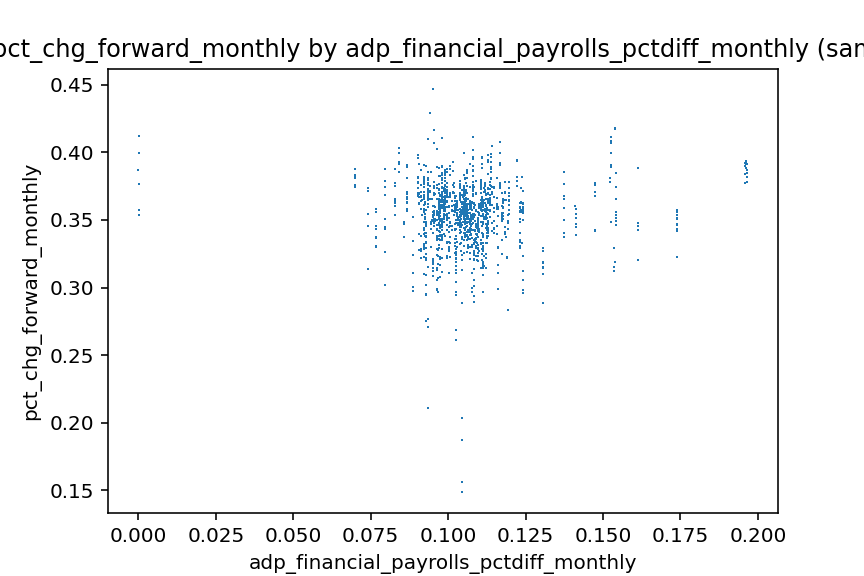 pct_chg_forward_monthly by adp_financial_payrolls_pctdiff_monthly (sam
0.45
0.40
0.35
0.30
0.25
0.20
0.15
pct_chg_forward_monthly
0.000 0.025 0.050 0.075 0.100 0.125 0.150 0.175 0.200
adp_financial_payrolls_pctdiff_monthly